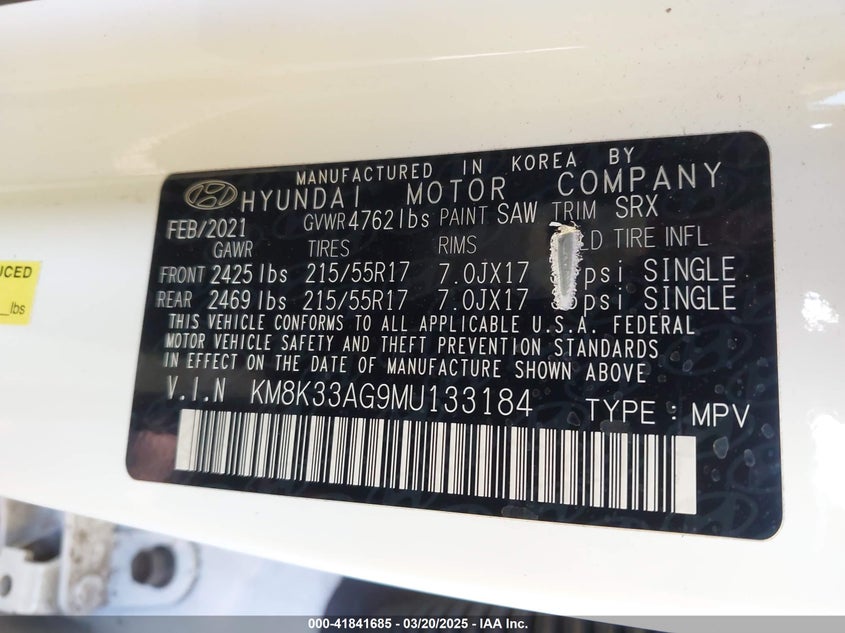 MANUFACTURED IN KOREA BY
HYUNDAI MOTOR COMPANY
FEB/2021 GVWR 4762 lbs PAINT SAW TRIM SRX
GAWR TIRES RIMS TIRE INFL
FRONT 2425 lbs 215/55R17 7.0JX17 psi SINGLE
REAR 2469 lbs 215/55R17 7.0JX17 psi SINGLE
THIS VEHICLE CONFORMS TO ALL APPLICABLE U.S.A. FEDERAL
MOTOR VEHICLE SAFETY AND THEFT PREVENTION STANDARDS
IN EFFECT ON THE DATE OF MANUFACTURE SHOWN ABOVE
V.I.N KM8K33AG9MU133184 TYPE : MPV
lbs
000-41841685 - 03/20/2025 - IAA Inc.